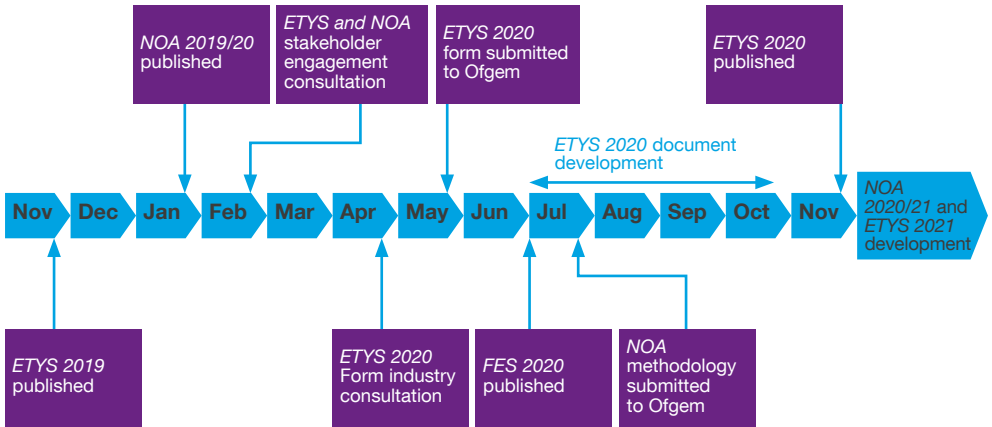 NOA 2019/20
published
ETYS and NOA
stakeholder
engagement
consultation
ETYS 2020
form submitted
to Ofgem
ETYS 2020
published
ETYS 2020 document
development
Nov
Dec
Jan
Feb
Mar
Apr
May
Jun
Jul
Aug
Sep
Oct
Nov
NOA
2020/21 and
ETYS 2021
development
ETYS 2019
published
ETYS 2020
Form industry
consultation
FES 2020
published
NOA
methodology
submitted
to Ofgem